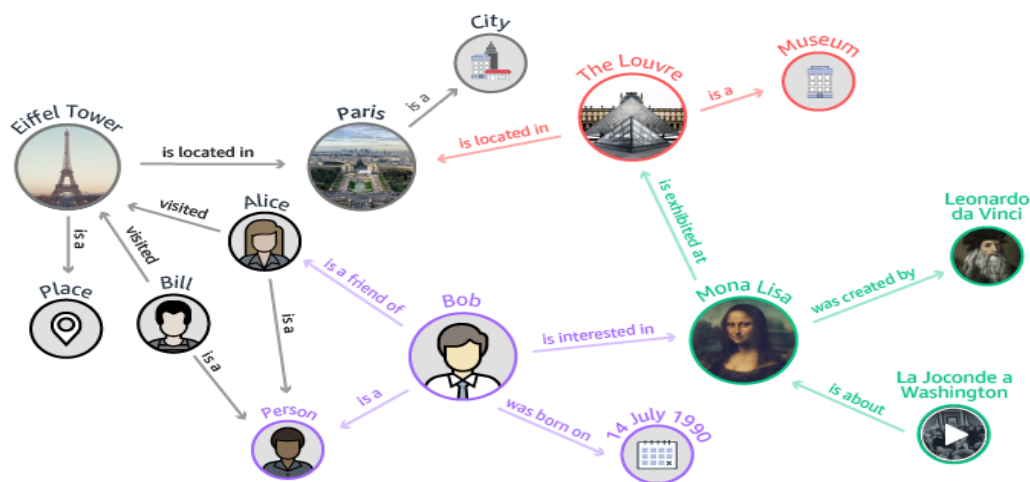 City
The Louvre
Museum
is a
is a
Eiffel Tower
Paris
is located in
is located in
visited
Alice
is exhibited at
Leonardo
da Vinci
is a
visited
is a friend of
Place
Bill
Bob
Mona Lisa
was created by
is a
is interested in
is a
La Joconde a
Washington
is a
is about
Person
was born on
14 July 1990